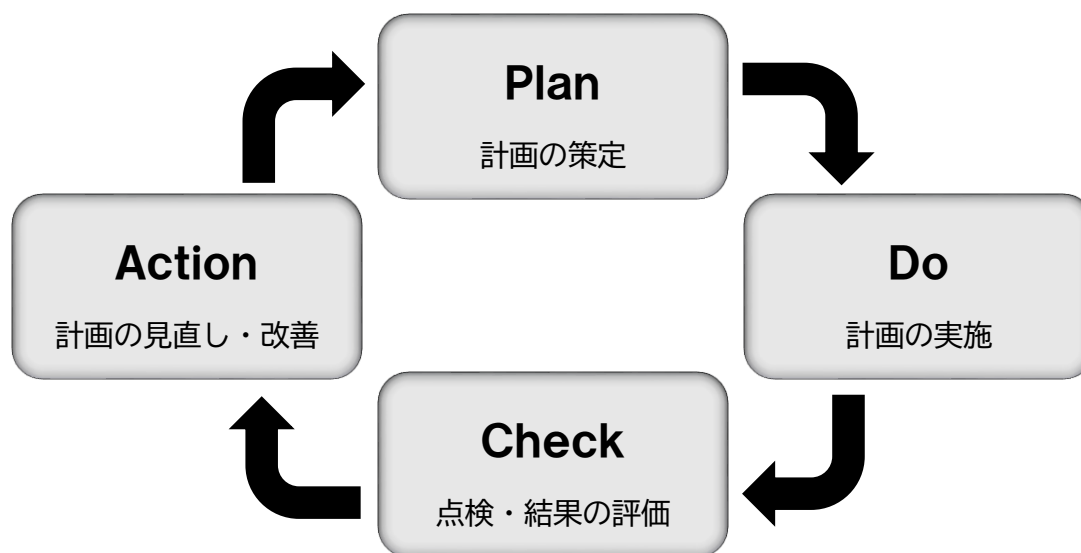 Plan
計画の策定
Action
計画の見直し・改善
Do
計画の実施
Check
点検・結果の評価